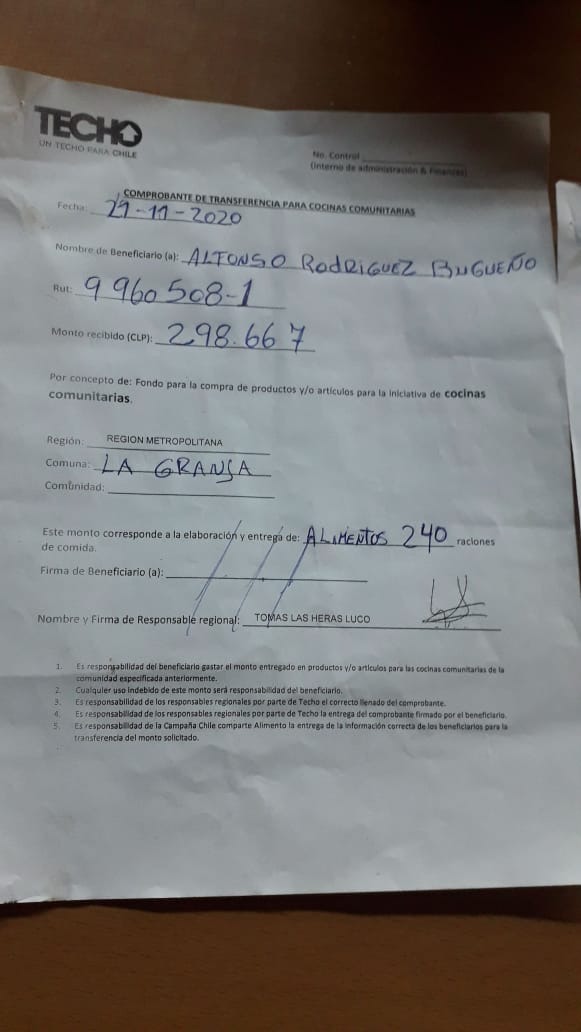 TECHO
UN TECHO PARA CHILE
No. Control
(Interno de administración & Finanzas)
COMPROBANTE DE TRANSFERENCIA PARA COCINAS COMUNITARIAS
Fecha: 21-11-2020
Nombre de Beneficiario (a): ALFONSO RODRIGUEZ BUGUEÑO
Rut: 9960508-1
Monto recibido (CLP): 298.667
Por concepto de: Fondo para la compra de productos y/o artículos para la iniciativa de cocinas
comunitarias.
Región: REGION METROPOLITANA
Comuna: LA GRANJA
Comunidad:
Este monto corresponde a la elaboración y entrega de: ALIMENTOS 240 raciones
de comida.
Firma de Beneficiario (a):
Nombre y Firma de Responsable regional: TOMAS LAS HERAS LUCO
1. Es responsabilidad del beneficiario gastar el monto entregado en productos y/o artículos para las cocinas comunitarias de la
comunidad especificada anteriormente.
2. Cualquier uso indebido de este monto será responsabilidad del beneficiario.
3. Es responsabilidad de los responsables regionales por parte de Techo el correcto llenado del comprobante.
4. Es responsabilidad de los responsables regionales por parte de Techo la entrega del comprobante firmado por el beneficiario.
5. Es responsabilidad de la Campaña Chile comparte Alimento la entrega de la información correcta de los beneficiarios para la
transferencia del monto solicitado.